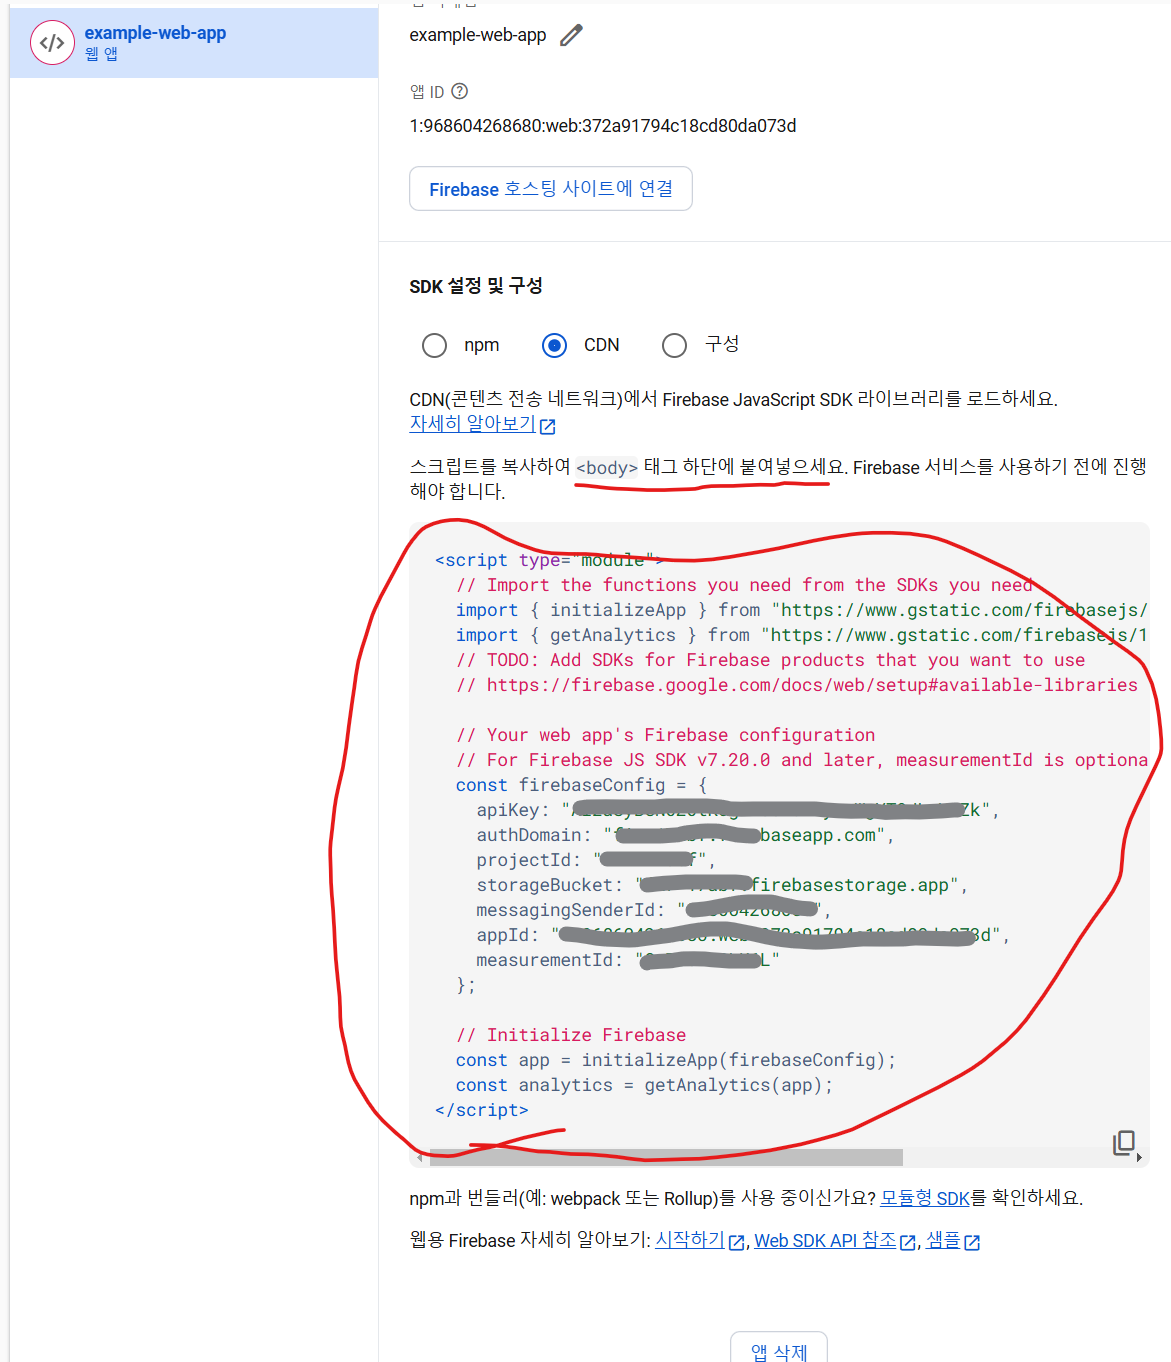 example-web-app
웹 앱
example-web-app
앱 ID
1:968604268680:web:372a91794c18cd80da073d
Firebase 호스팅 사이트에 연결
SDK 설정 및 구성
npm
CDN
구성
CDN(콘텐츠 전송 네트워크)에서 Firebase JavaScript SDK 라이브러리를 로드하세요.
자세히 알아보기
스크립트를 복사하여 <body> 태그 하단에 붙여넣으세요. Firebase 서비스를 사용하기 전에 진행
해야 합니다.
<script type="module">
// Import the functions you need from the SDKs you need
import { initializeApp } from "https://www.gstatic.com/firebasejs/
import { getAnalytics } from "https://www.gstatic.com/firebasejs/1
// TODO: Add SDKs for Firebase products that you want to use
// https://firebase.google.com/docs/web/setup#available-libraries
// Your web app's Firebase configuration
// For Firebase JS SDK v7.20.0 and later, measurementId is optiona
const firebaseConfig = {
apiKey: " Zk",
authDomain: " baseapp.com",
projectId: " ",
storageBucket: " firebasestorage.app",
messagingSenderId: " ",
appId: " d",
measurementId: " L"
};
// Initialize Firebase
const app = initializeApp(firebaseConfig);
const analytics = getAnalytics(app);
</script>
npm과 번들러(예: webpack 또는 Rollup)를 사용 중이신가요? 모듈형 SDK를 확인하세요.
웹용 Firebase 자세히 알아보기: 시작하기, Web SDK API 참조, 샘플
앱 삭제